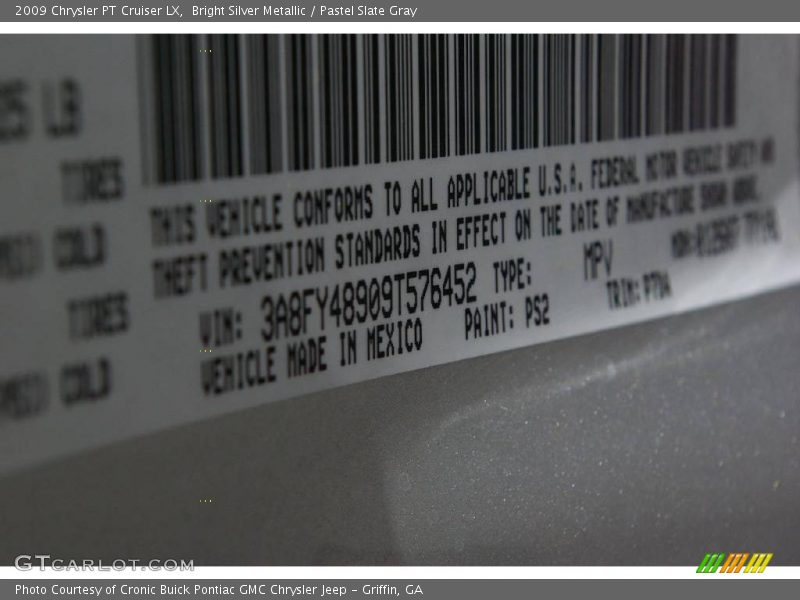 2009 Chrysler PT Cruiser LX, Bright Silver Metallic / Pastel Slate Gray
LB
TIRES
COLD
TIRES
COLD
THIS VEHICLE CONFORMS TO ALL APPLICABLE U.S.A. FEDERAL MOTOR VEHICLE SAFETY AND
THEFT PREVENTION STANDARDS IN EFFECT ON THE DATE OF MANUFACTURE SHOWN ABOVE.
VIN: 3A8FY48909T576452 TYPE: MPV
VEHICLE MADE IN MEXICO PAINT: PS2 TRIM:
GTCARLOT.COM
Photo Courtesy of Cronic Buick Pontiac GMC Chrysler Jeep - Griffin, GA